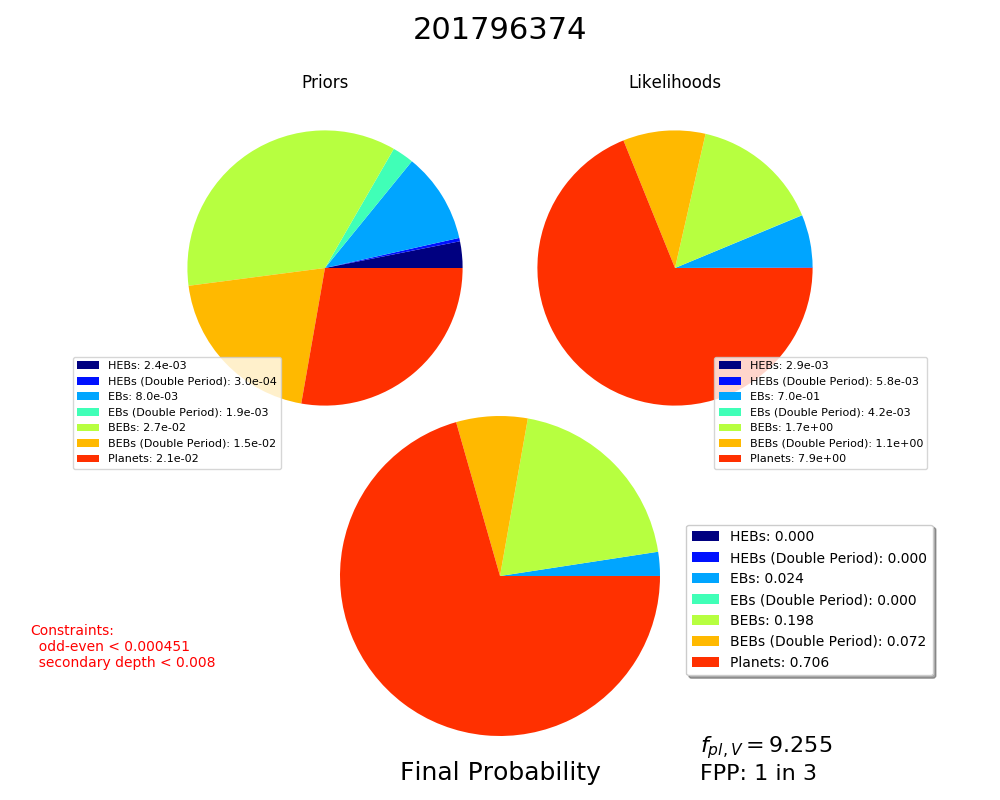 201796374
Priors
Likelihoods
HEBs: 2.4e-03
HEBs (Double Period): 3.0e-04
EBs: 8.0e-03
EBs (Double Period): 1.9e-03
BEBs: 2.7e-02
BEBs (Double Period): 1.5e-02
Planets: 2.1e-02
HEBs: 2.9e-03
HEBs (Double Period): 5.8e-03
EBs: 7.0e-01
EBs (Double Period): 4.2e-03
BEBs: 1.7e+00
BEBs (Double Period): 1.1e+00
Planets: 7.9e+00
HEBs: 0.000
HEBs (Double Period): 0.000
EBs: 0.024
EBs (Double Period): 0.000
BEBs: 0.198
BEBs (Double Period): 0.072
Planets: 0.706
Constraints:
odd-even < 0.000451
secondary depth < 0.008
Final Probability
f_{pl, V} = 9.255
FPP: 1 in 3